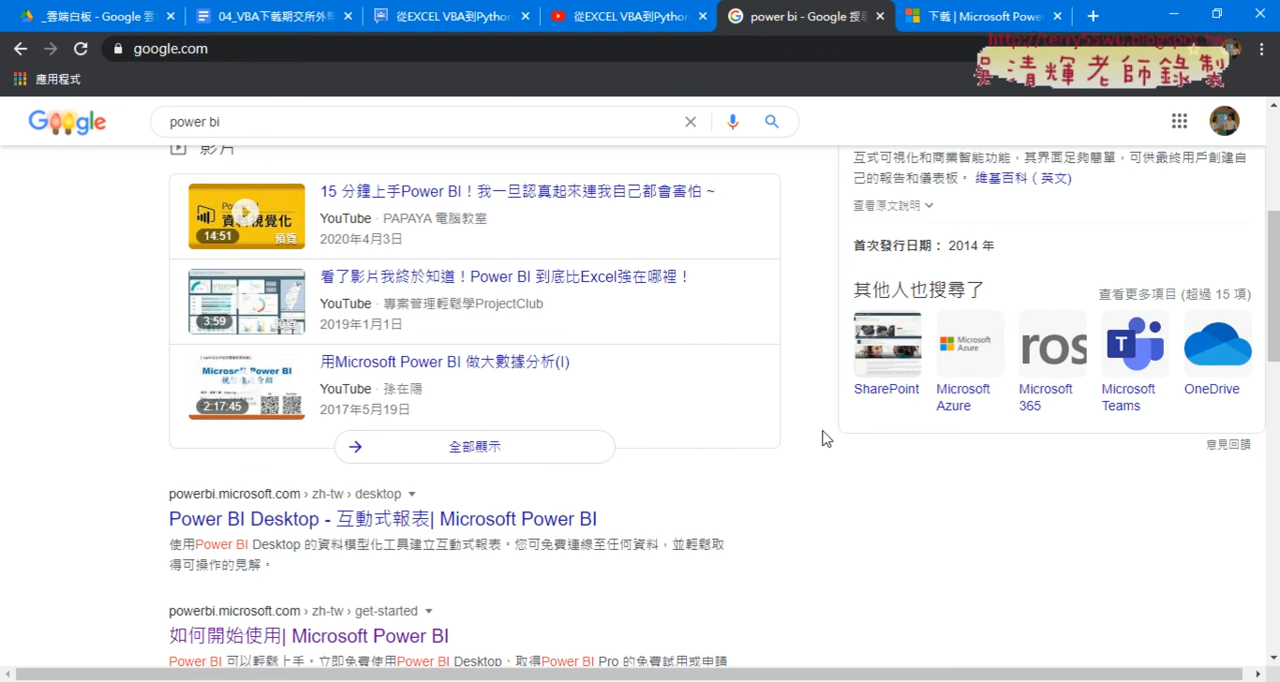 _雲端白板 - Google 雲
04_VBA下載期交所外幣
從EXCEL VBA到Python
從EXCEL VBA到Python
power bi - Google 搜尋
下載 | Microsoft Power
google.com
http://terry55wu.blogspot.tw
吳清輝老師錄製
應用程式
Google
power bi
影片
互式可視化和商業智能功能，其界面足夠簡單，可供最終用戶創建自
己的報告和儀表板。 維基百科 ( 英文)
查看原文說明
首次發行日期： 2014 年
其他人也搜尋了
查看更多項目 (超過 15 項)
SharePoint
Microsoft Azure
Microsoft 365
Microsoft Teams
OneDrive
意見回饋
資料視覺化
14:51
預覽
15 分鐘上手Power BI！我一旦認真起來連我自己都會害怕 ~
YouTube · PAPAYA 電腦教室
2020年4月3日
3:59
看了影片我終於知道！Power BI 到底比Excel強在哪裡！
YouTube · 專案管理輕鬆學ProjectClub
2019年1月1日
Microsoft Power BI
2:17:45
用Microsoft Power BI 做大數據分析(I)
YouTube · 孫在陽
2017年5月19日
全部顯示
powerbi.microsoft.com › zh-tw › desktop
Power BI Desktop - 互動式報表| Microsoft Power BI
使用Power BI Desktop 的資料模型化工具建立互動式報表。您可免費連線至任何資料，並輕鬆取
得可操作的見解。
powerbi.microsoft.com › zh-tw › get-started
如何開始使用| Microsoft Power BI
Power BI 可以輕鬆上手。立即免費使用Power BI Desktop、取得Power BI Pro 的免費試用或申請